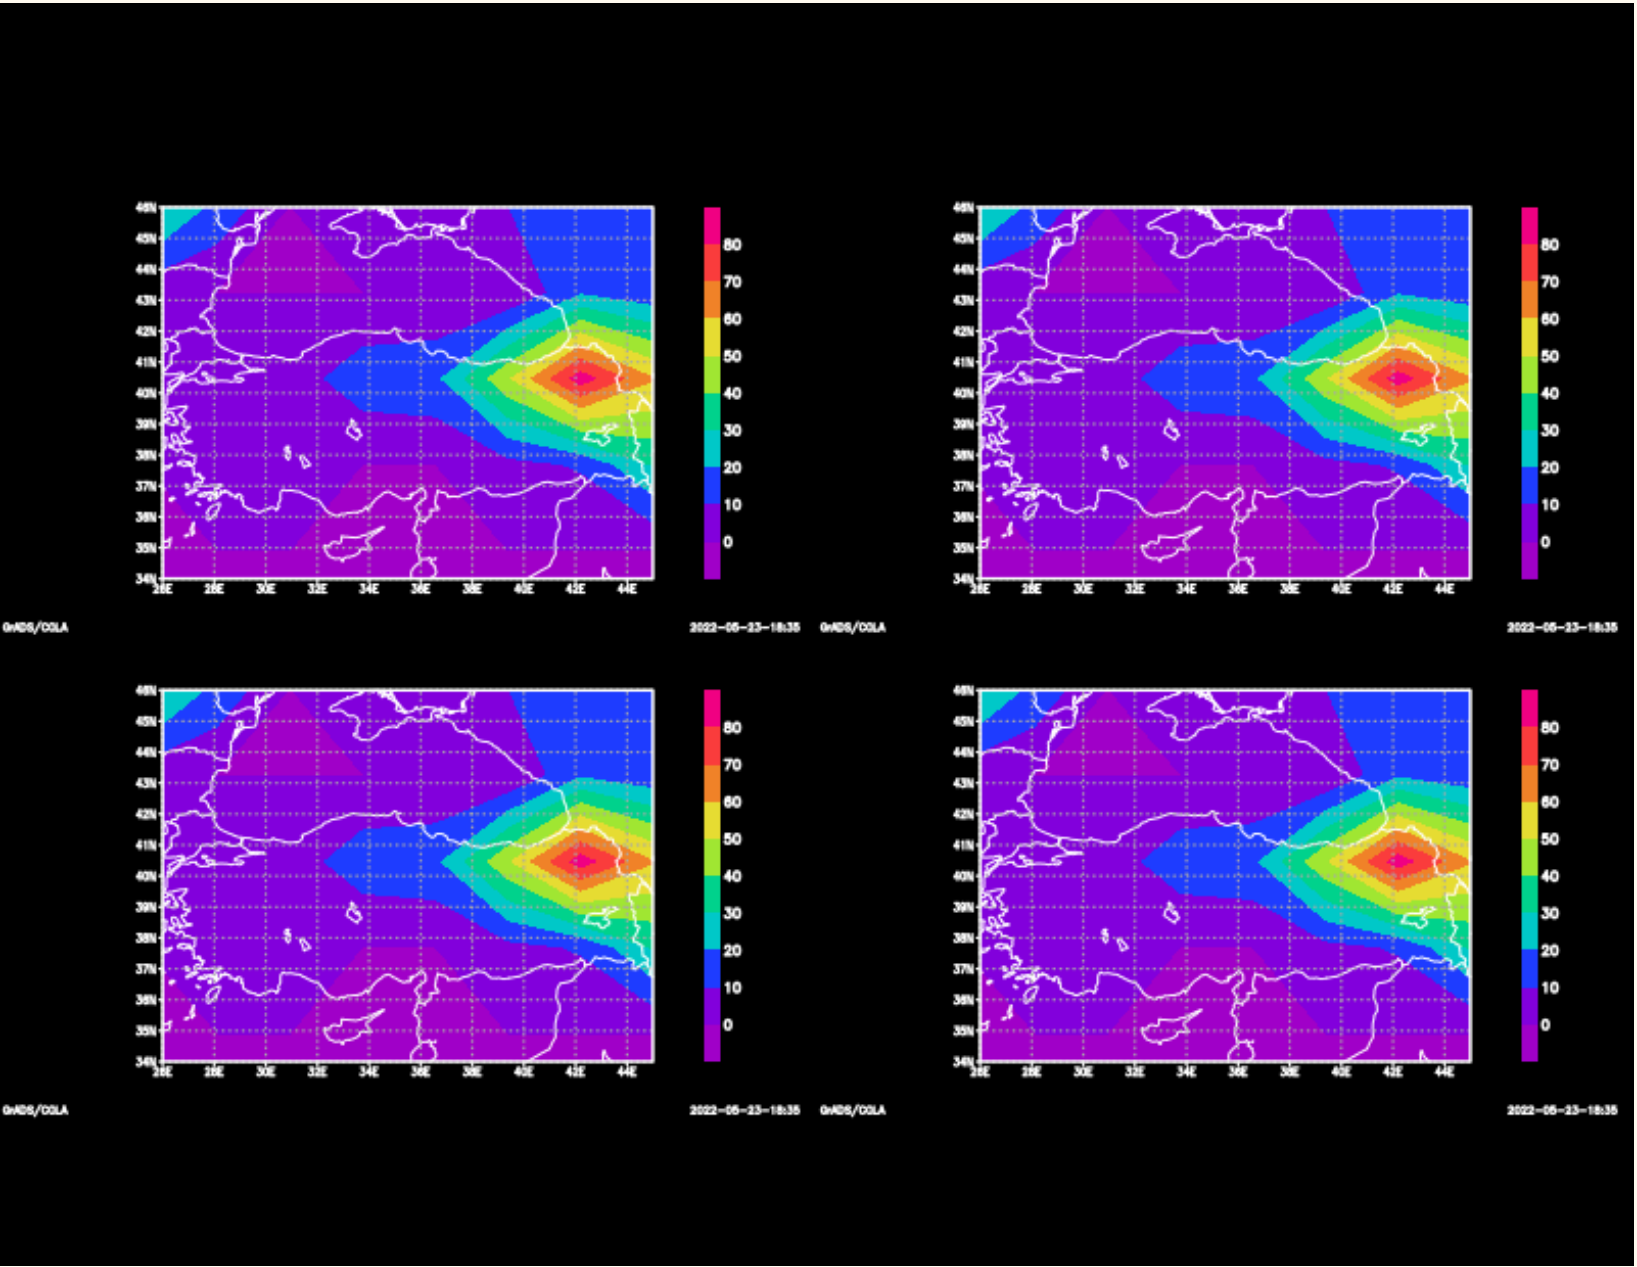 46N 46N
45N 80 45N 80
44N 70 44N 70
43N 60 43N 60
42N 50 42N 50
41N 40 41N 40
40N 30 40N 30
39N 20 39N 20
38N 10 38N 10
37N 0 37N 0
36N 36N
35N 35N
34N 34N
26E 28E 30E 32E 34E 36E 38E 40E 42E 44E 26E 28E 30E 32E 34E 36E 38E 40E 42E 44E
GrADS/COLA 2022-05-23-18:35 GrADS/COLA 2022-05-23-18:35
46N 46N
45N 80 45N 80
44N 70 44N 70
43N 60 43N 60
42N 50 42N 50
41N 40 41N 40
40N 30 40N 30
39N 20 39N 20
38N 10 38N 10
37N 0 37N 0
36N 36N
35N 35N
34N 34N
26E 28E 30E 32E 34E 36E 38E 40E 42E 44E 26E 28E 30E 32E 34E 36E 38E 40E 42E 44E
GrADS/COLA 2022-05-23-18:35 GrADS/COLA 2022-05-23-18:35